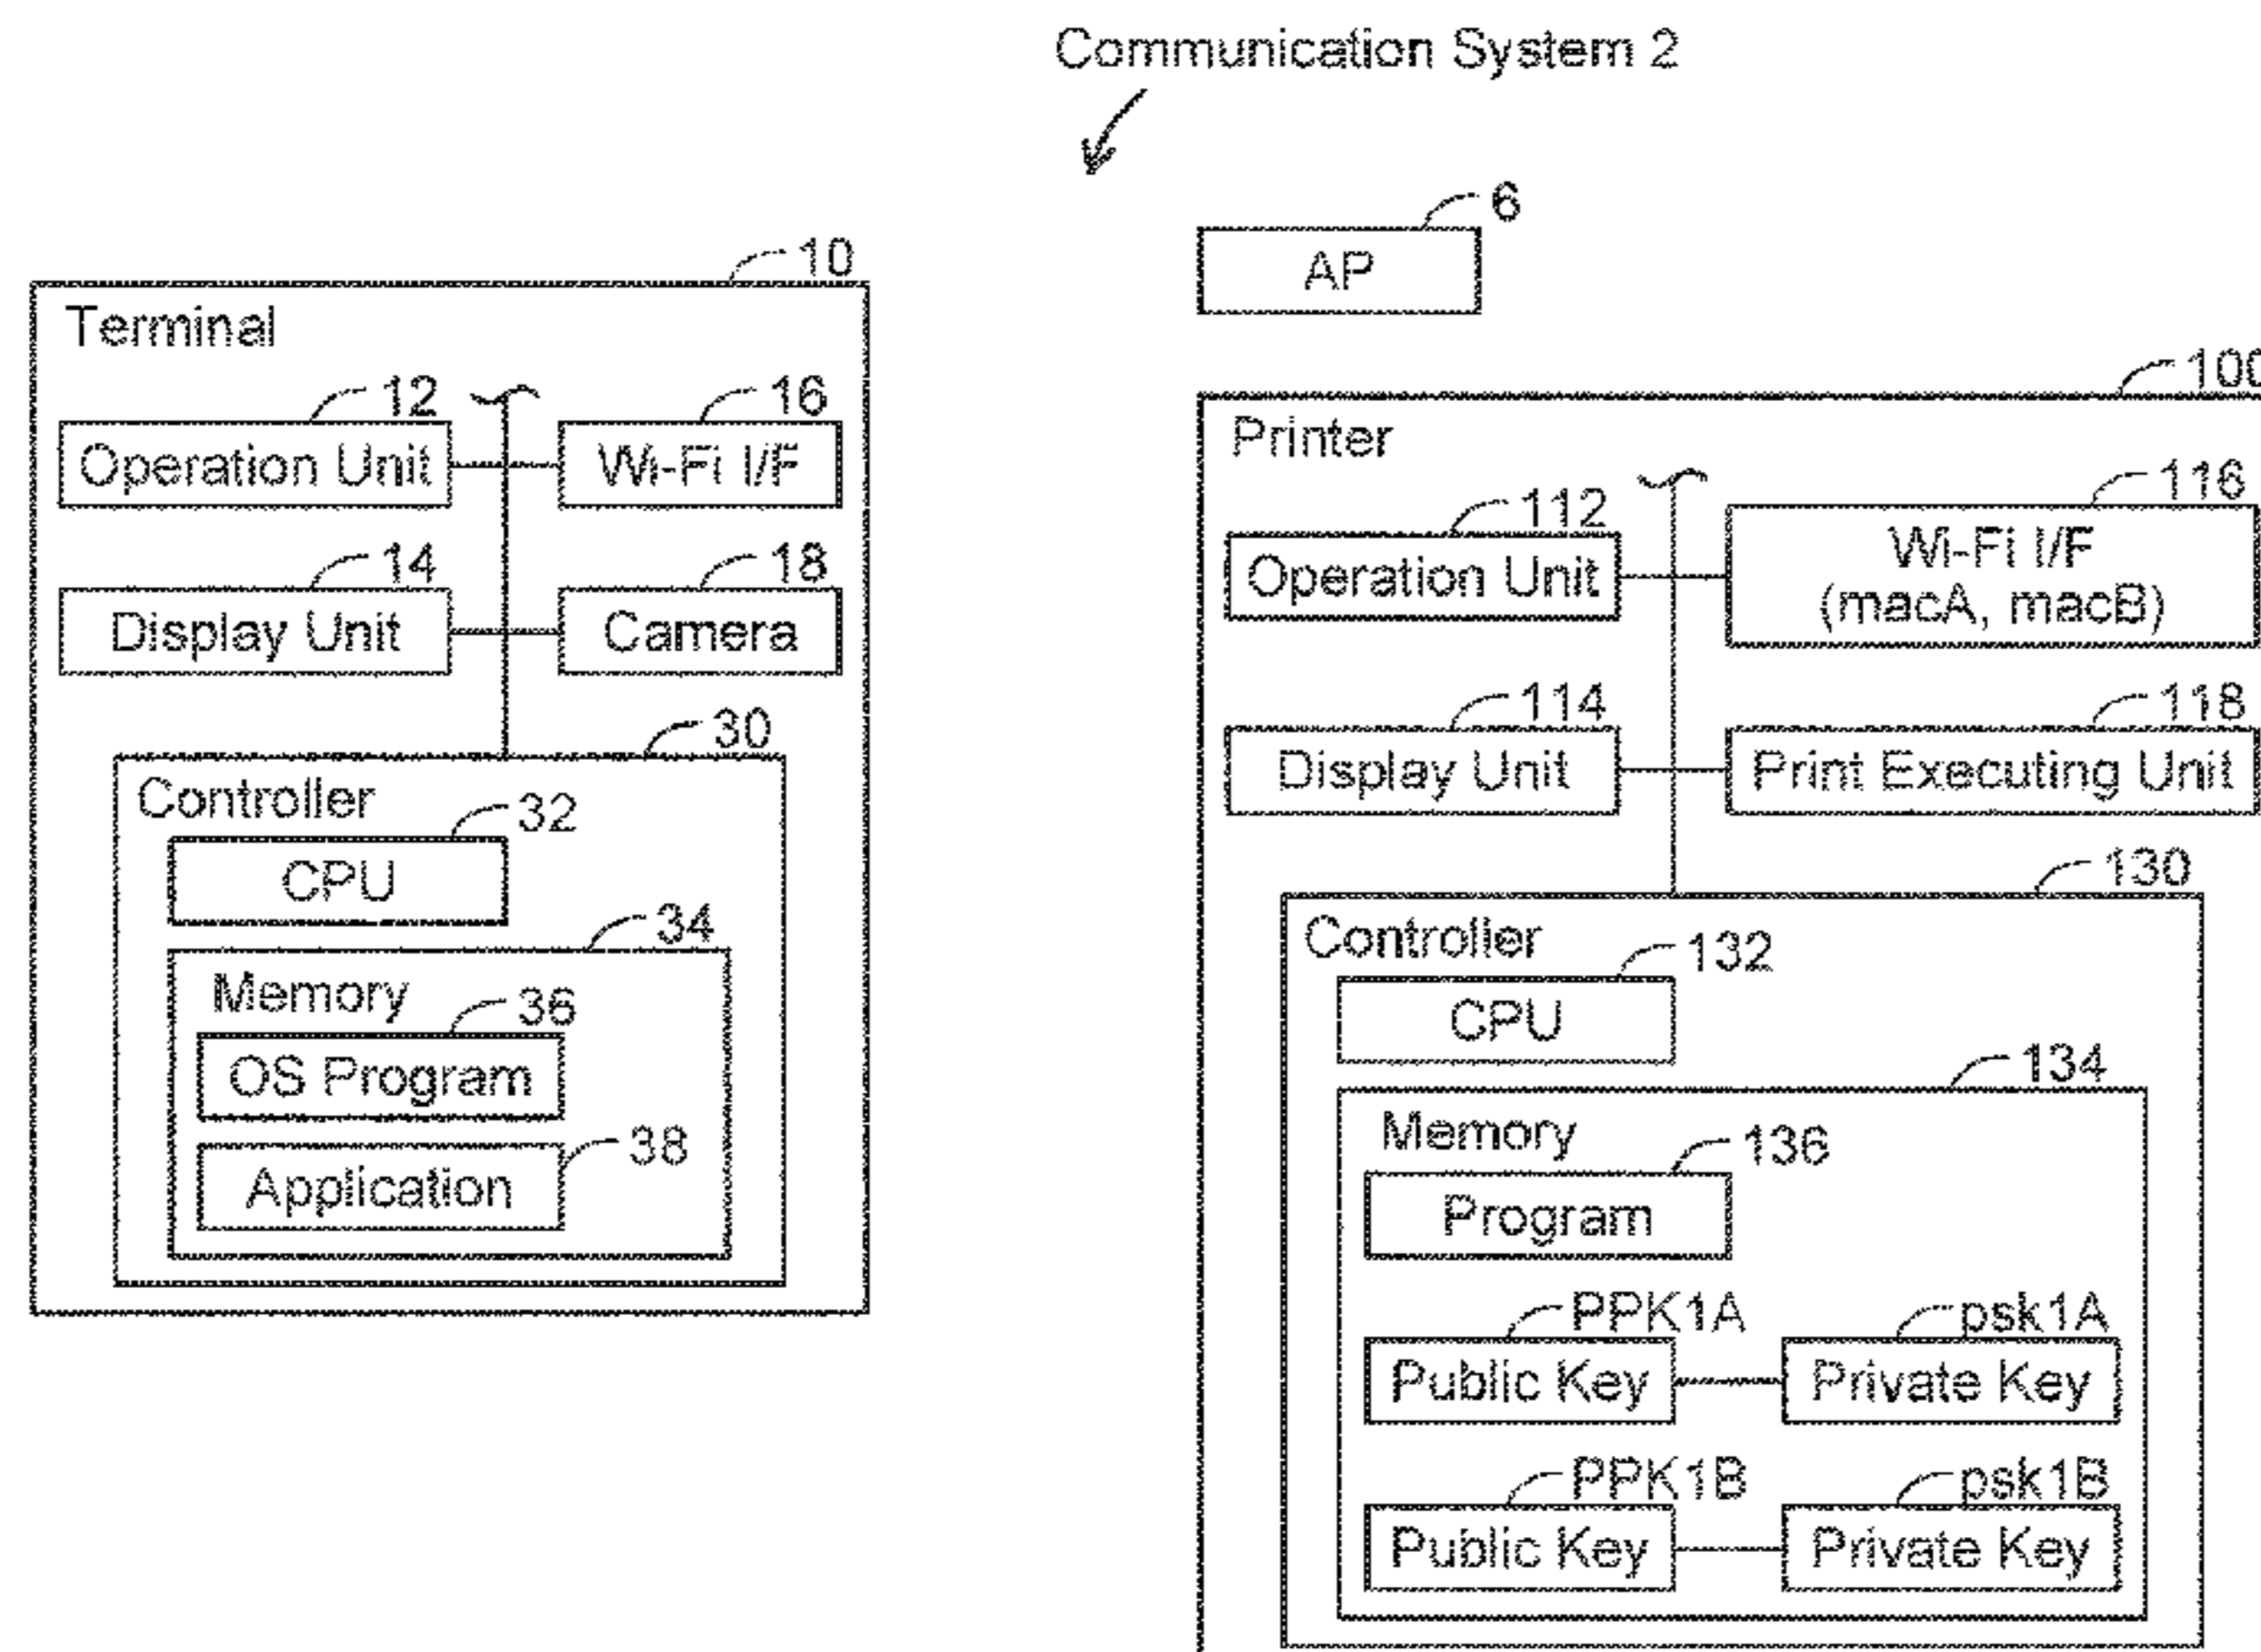 Communication System 2
6
AP
10
Terminal
12
Operation Unit
16
Wi-Fi I/F
14
Display Unit
18
Camera
30
Controller
32
CPU
34
Memory
36
OS Program
38
Application
100
Printer
112
Operation Unit
116
Wi-Fi I/F
(macA, macB)
114
Display Unit
118
Print Executing Unit
130
Controller
132
CPU
134
Memory
136
Program
PPK1A
Public Key
psk1A
Private Key
PPK1B
Public Key
psk1B
Private Key